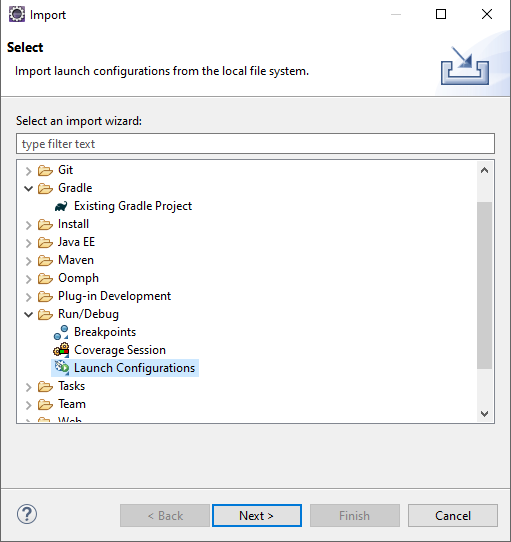 Import
Select
Import launch configurations from the local file system.
Select an import wizard:
type filter text
Git
Gradle
Existing Gradle Project
Install
Java EE
Maven
Oomph
Plug-in Development
Run/Debug
Breakpoints
Coverage Session
Launch Configurations
Tasks
Team
Web
?
< Back
Next >
Finish
Cancel